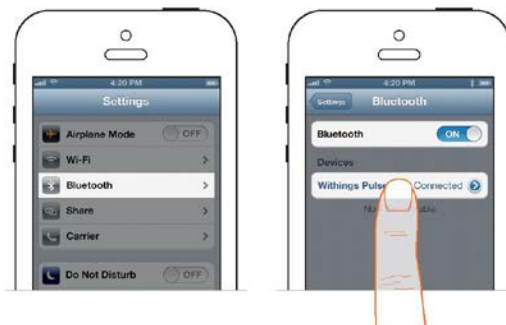 4:20 PM
Settings
Airplane Mode OFF
Wi-Fi
Bluetooth
Share
Carrier
Do Not Disturb OFF
4:20 PM
Settings Bluetooth
Bluetooth ON
Devices
Withings Pulse Connected